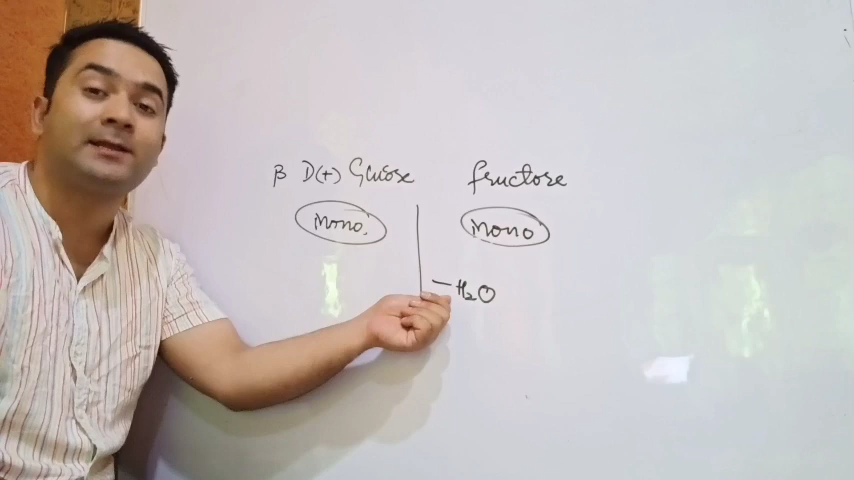 β D(+) Glucose fructose
mono. mono
- H₂O